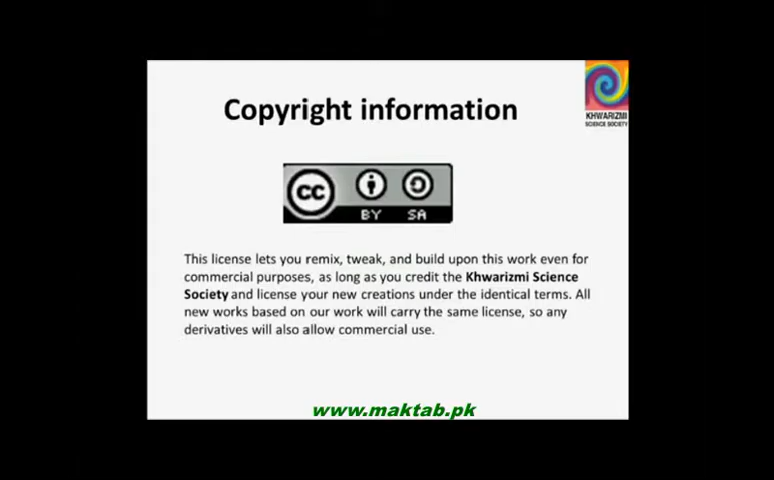 Copyright information
KHWARIZMI
SCIENCE SOCIETY
CC
BY SA
This license lets you remix, tweak, and build upon this work even for
commercial purposes, as long as you credit the Khwarizmi Science
Society and license your new creations under the identical terms. All
new works based on our work will carry the same license, so any
derivatives will also allow commercial use.
www.maktab.pk